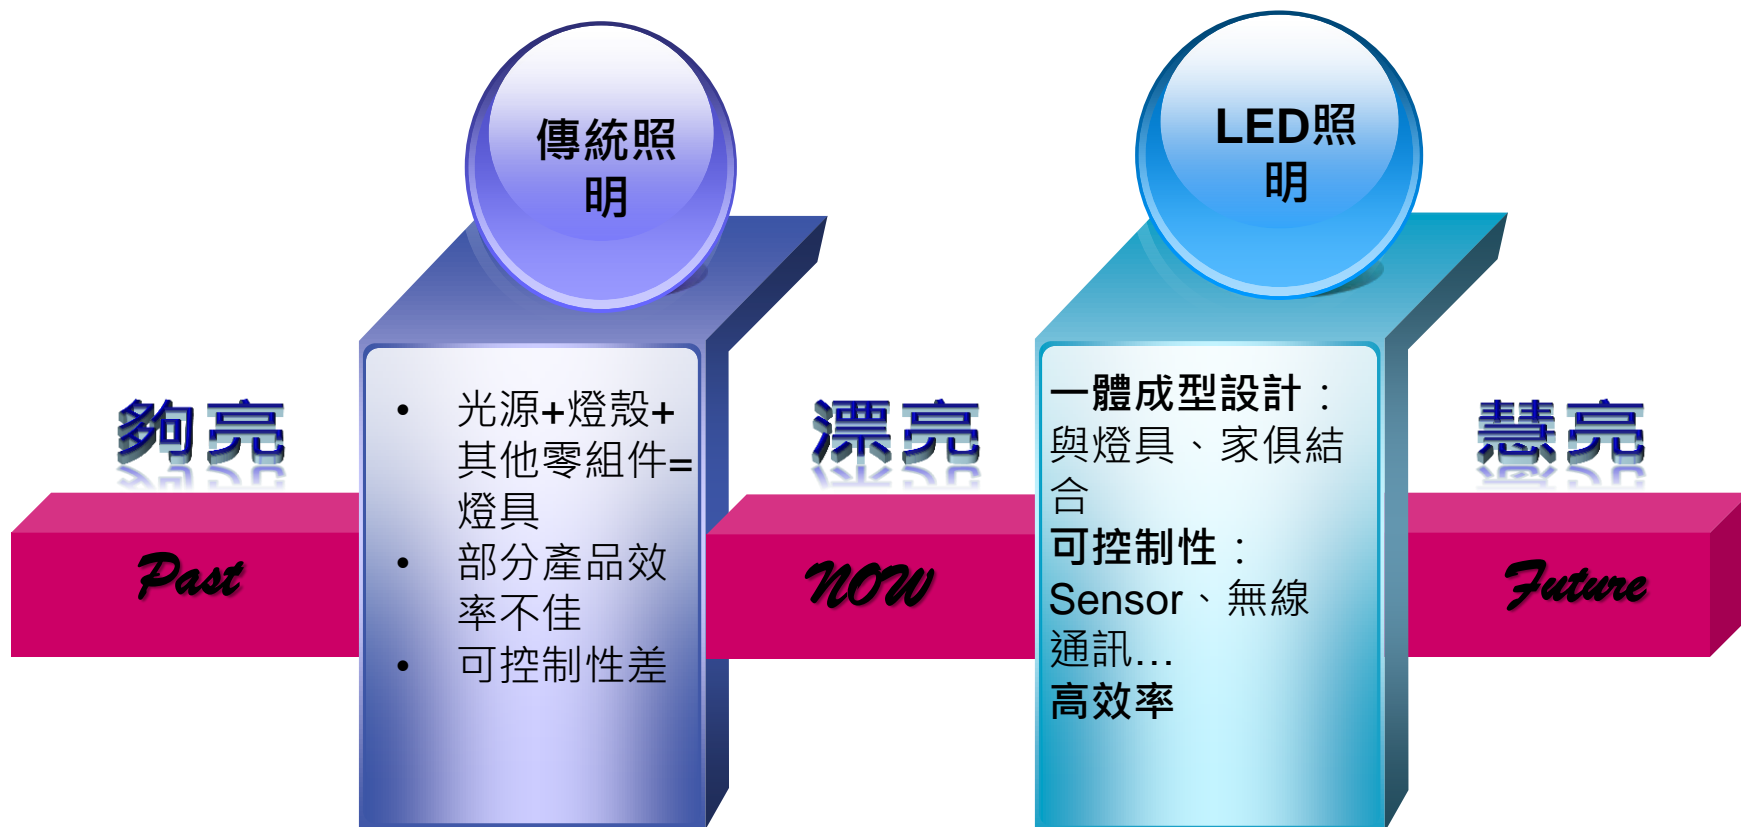 夠亮
Past
傳統照
明
• 光源+燈殼+
其他零組件=
燈具
• 部分產品效
率不佳
• 可控制性差
漂亮
NOW
LED照
明
一體成型設計：
與燈具、家俱結
合
可控制性：
Sensor、無線
通訊…
高效率
慧亮
Future